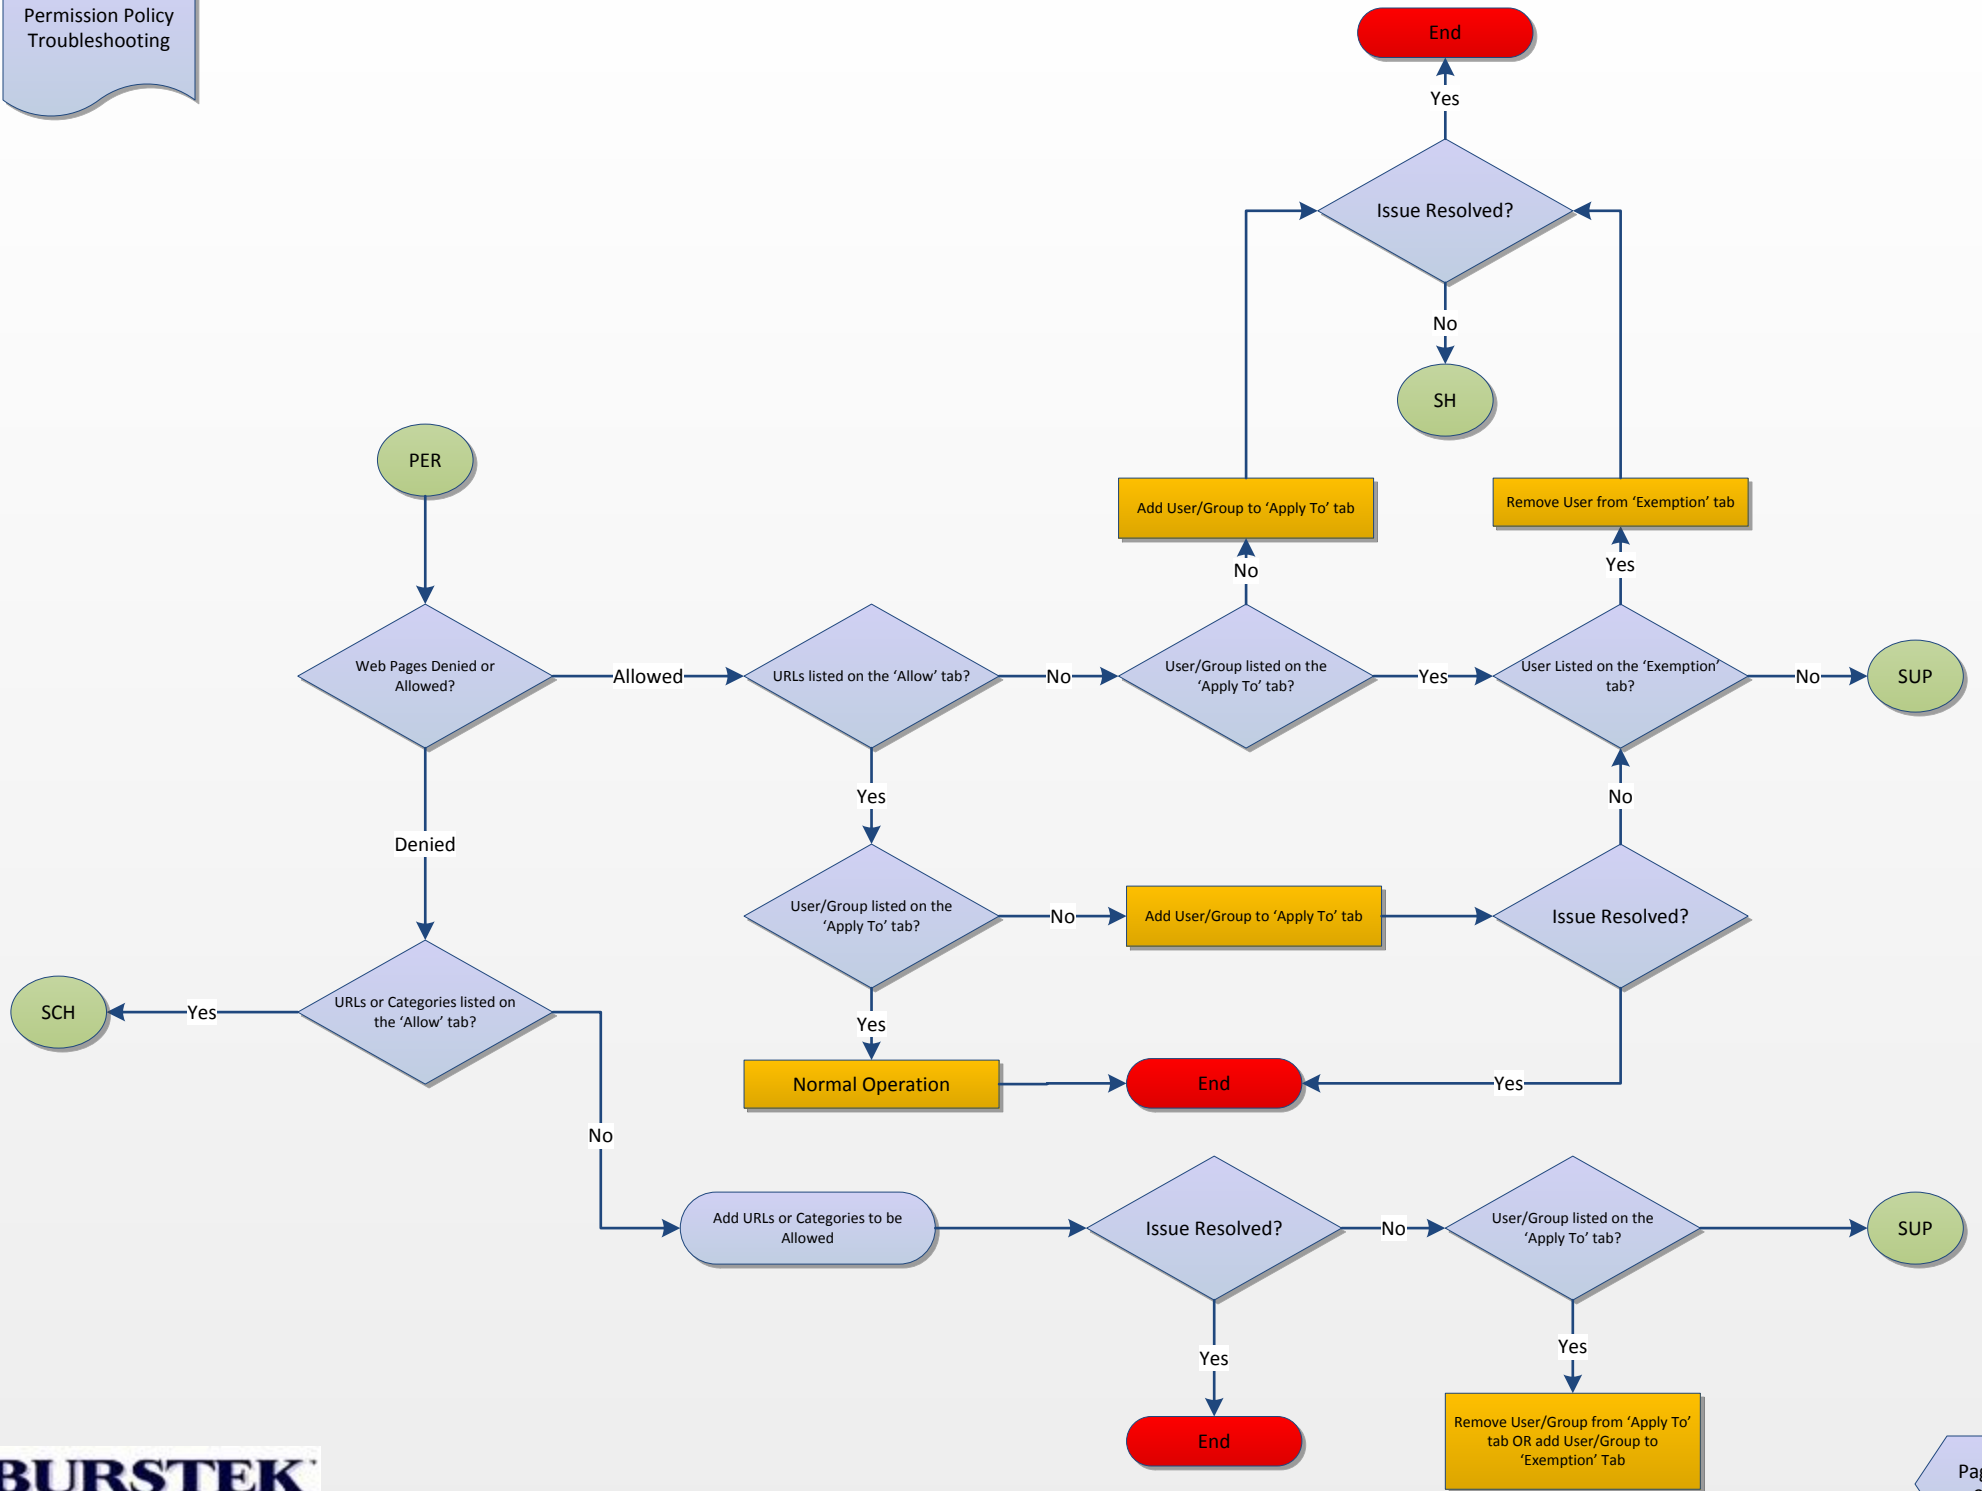 Permission Policy
Troubleshooting
End
Yes
Issue Resolved?
No
SH
PER
Add User/Group to ‘Apply To’ tab
Remove User from ‘Exemption’ tab
No
Yes
Web Pages Denied or
Allowed?
Allowed
URLs listed on the ‘Allow’ tab?
No
User/Group listed on the
‘Apply To’ tab?
Yes
User Listed on the ‘Exemption’
tab?
No
SUP
Yes
No
Denied
User/Group listed on the
‘Apply To’ tab?
No
Add User/Group to ‘Apply To’ tab
Issue Resolved?
SCH
Yes
URLs or Categories listed on
the ‘Allow’ tab?
Yes
Normal Operation
End
Yes
No
Add URLs or Categories to be
Allowed
Issue Resolved?
No
User/Group listed on the
‘Apply To’ tab?
SUP
Yes
Yes
End
Remove User/Group from ‘Apply To’
tab OR add User/Group to
‘Exemption’ Tab
BURSTEK